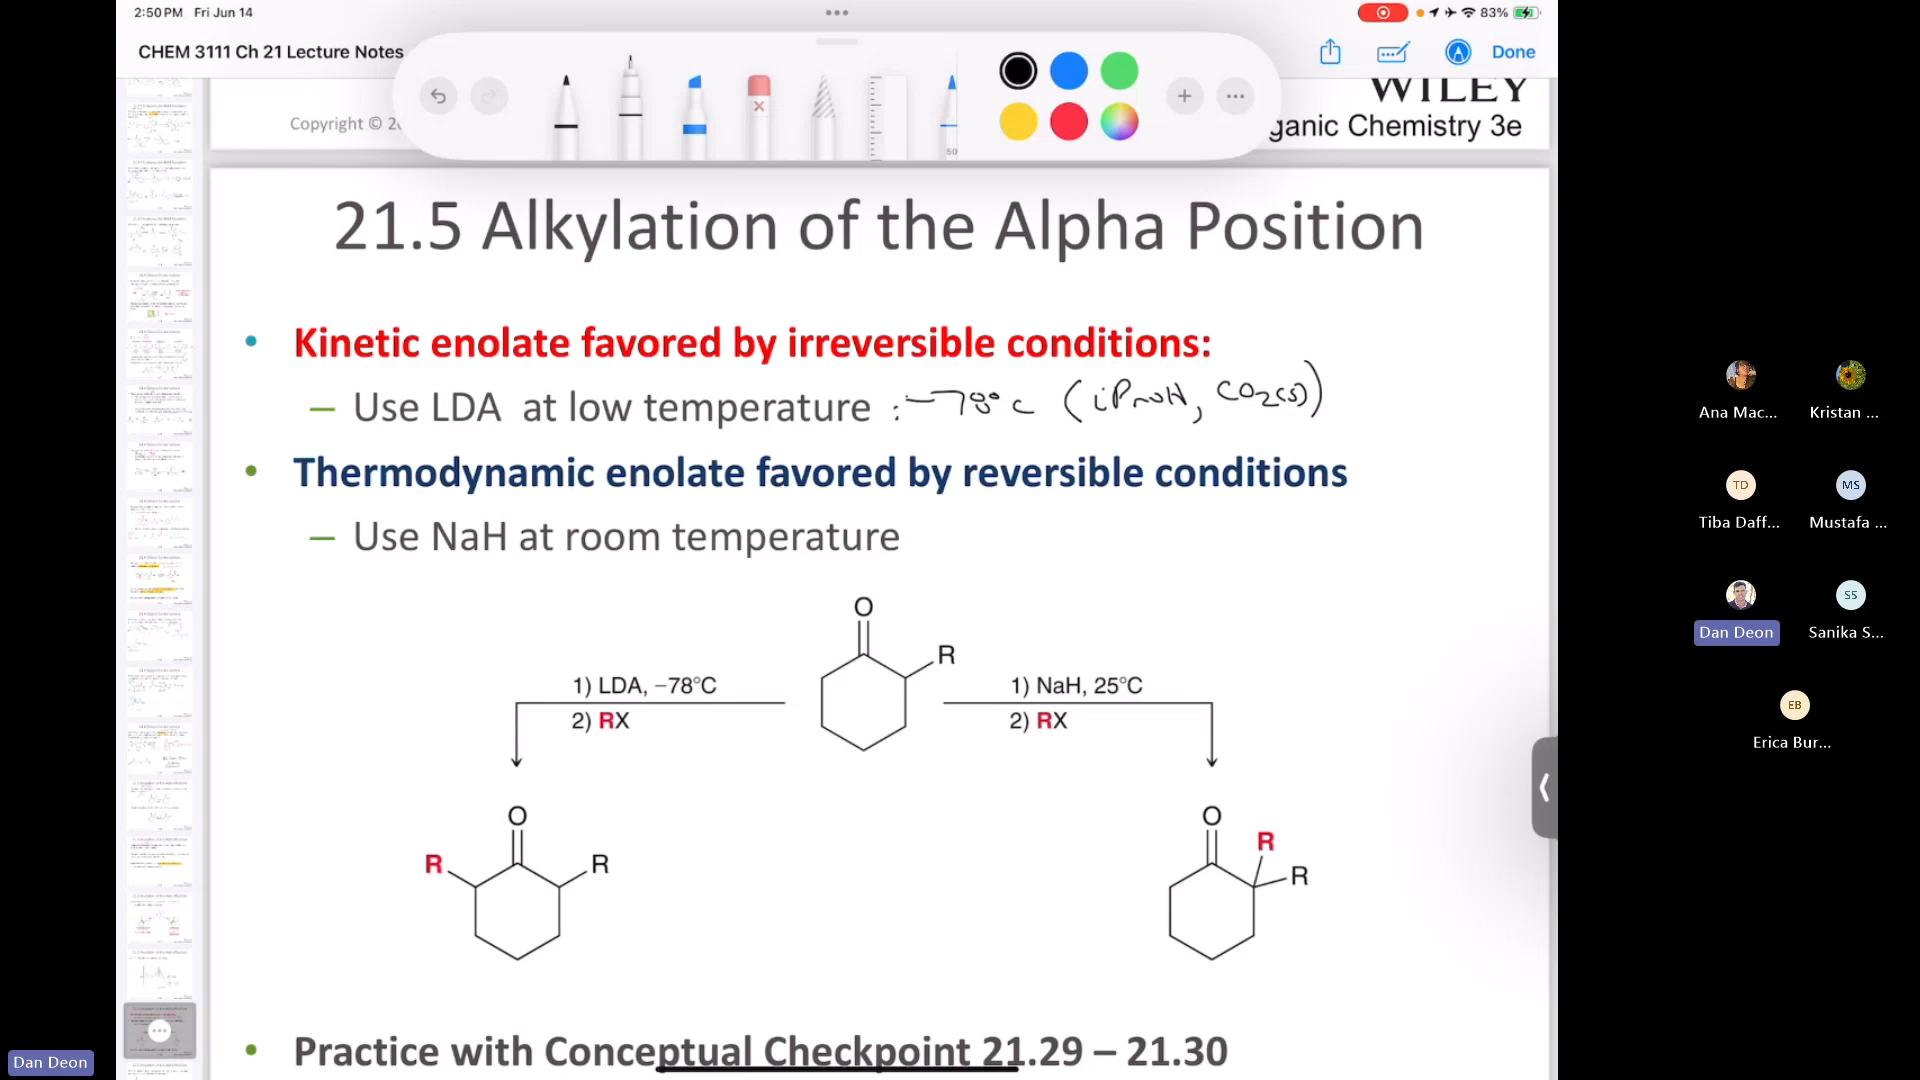 2:50 PM Fri Jun 14
83%
CHEM 3111 Ch 21 Lecture Notes
Done
50
WILEY
Copyright © 2
ganic Chemistry 3e
21.5 Alkylation of the Alpha Position
• Kinetic enolate favored by irreversible conditions:
– Use LDA at low temperature : -78°C (iPrOH, CO2(s))
• Thermodynamic enolate favored by reversible conditions
– Use NaH at room temperature
O
R
1) LDA, −78°C
2) RX
1) NaH, 25°C
2) RX
O
R
R
O
R
R
• Practice with Conceptual Checkpoint 21.29 – 21.30
Ana Mac...
Kristan ...
TD
MS
Tiba Daff...
Mustafa ...
SS
Dan Deon
Sanika S...
EB
Erica Bur...
Dan Deon